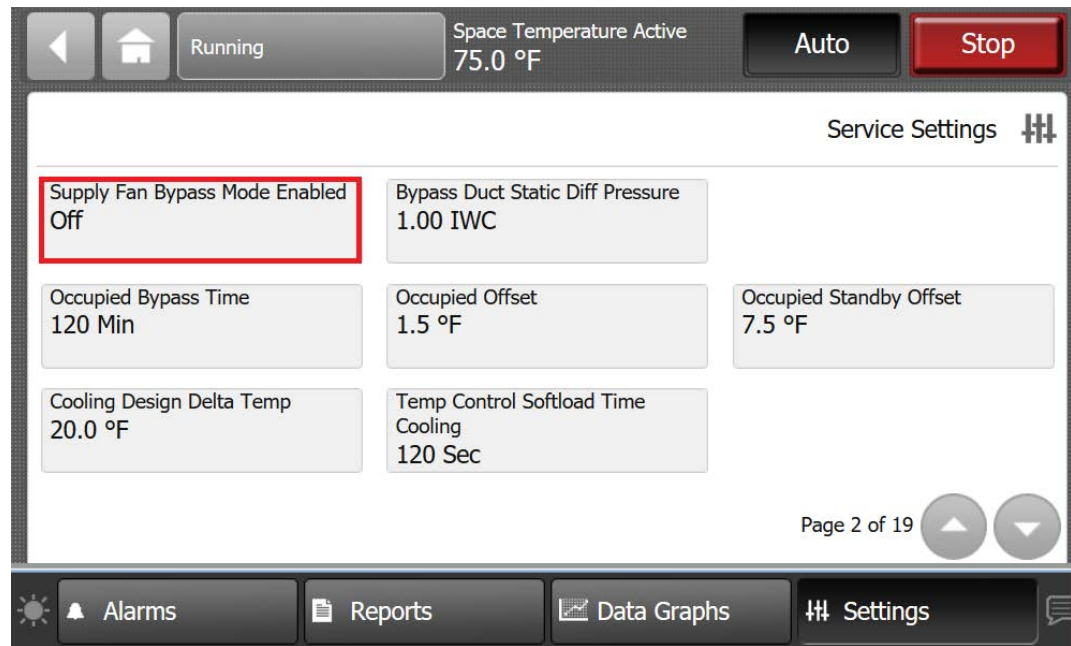 Running
Space Temperature Active
75.0 °F
Auto
Stop
Service Settings
Supply Fan Bypass Mode Enabled
Off
Bypass Duct Static Diff Pressure
1.00 IWC
Occupied Bypass Time
120 Min
Occupied Offset
1.5 °F
Occupied Standby Offset
7.5 °F
Cooling Design Delta Temp
20.0 °F
Temp Control Softload Time
Cooling
120 Sec
Page 2 of 19
Alarms
Reports
Data Graphs
Settings